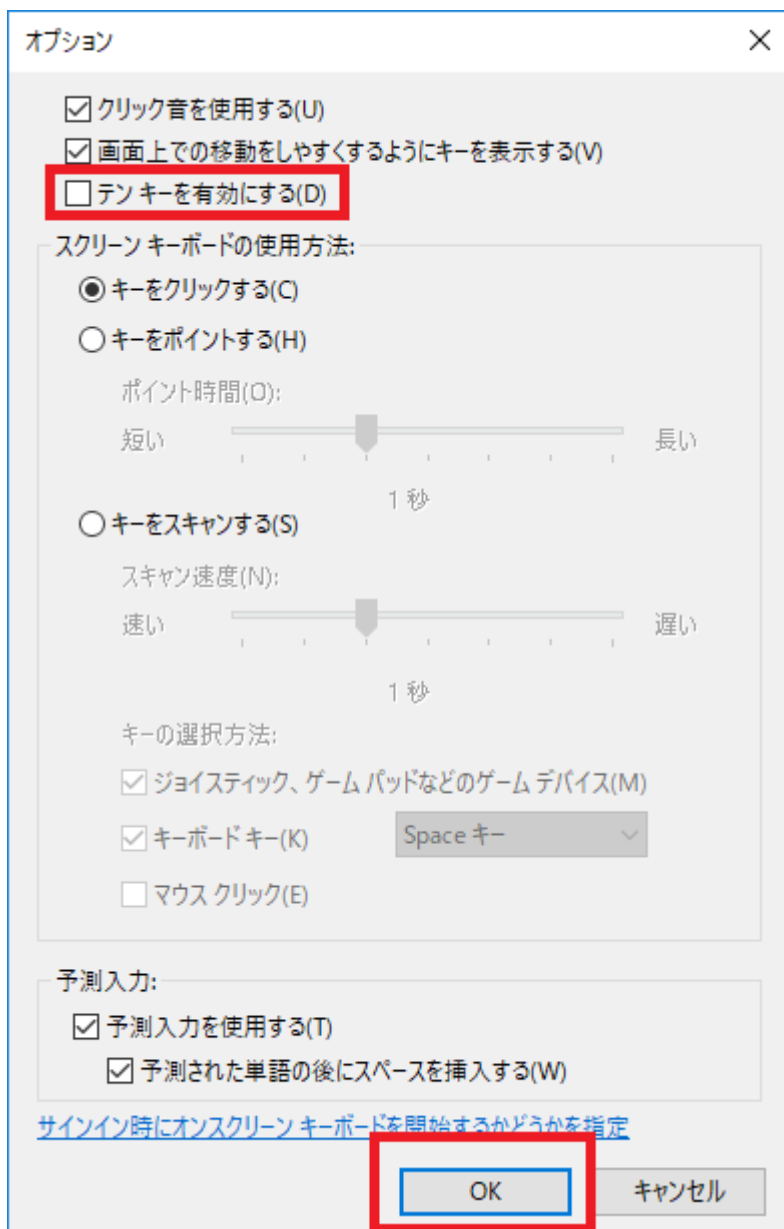 オプション
クリック音を使用する(U)
画面上での移動をしやすくするようにキーを表示する(V)
テン キーを有効にする(D)
スクリーン キーボードの使用方法:
キーをクリックする(C)
キーをポイントする(H)
ポイント時間(O):
短い 長い
1 秒
キーをスキャンする(S)
スキャン速度(N):
速い 遅い
1 秒
キーの選択方法:
ジョイスティック、ゲーム パッドなどのゲーム デバイス(M)
キーボード キー(K) Space キー
マウス クリック(E)
予測入力:
予測入力を使用する(T)
予測された単語の後にスペースを挿入する(W)
サインイン時にオンスクリーン キーボードを開始するかどうかを指定
OK キャンセル